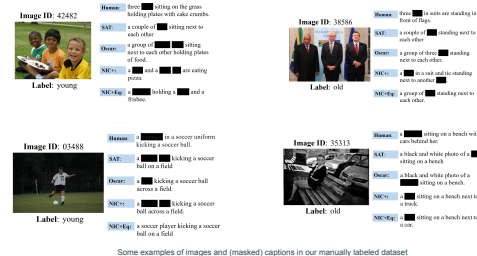 Image ID: 42482
Label: young
Human: three sitting on the grass
holding plates with cake crumbs.
SAT: a couple of sitting next to
each other
Oscar: a group of sitting
next to each other holding plates
of food.
NIC+: a and a are eating
pizza.
NIC+Eq: a holding a and a
frisbee.
Image ID: 38586
Label: old
Human: three in suits are standing in
front of flags.
SAT: a couple of standing next to
each other
Oscar: a group of three standing
next to each other.
NIC+: a in a suit and tie standing
next to another
NIC+Eq: a group of standing next to
each other.
Image ID: 03488
Label: young
Human: a in a soccer uniform
kicking a soccer ball.
SAT: a kicking a soccer
ball on a field
Oscar: a kicking a soccer ball
across a field.
NIC+: a kicking a soccer
ball across a field.
NIC+Eq: a soccer player kicking a soccer
ball on a field
Image ID: 35313
Label: old
Human: a sitting on a bench wit
cars behind her.
SAT: a black and white photo of a
sitting on a bench
Oscar: a black and white photo of a
sitting on a bench.
NIC+: a sitting on a bench next to
a truck.
NIC+Eq: a sitting on a bench next to
a car.
Some examples of images and (masked) captions in our manually labeled dataset